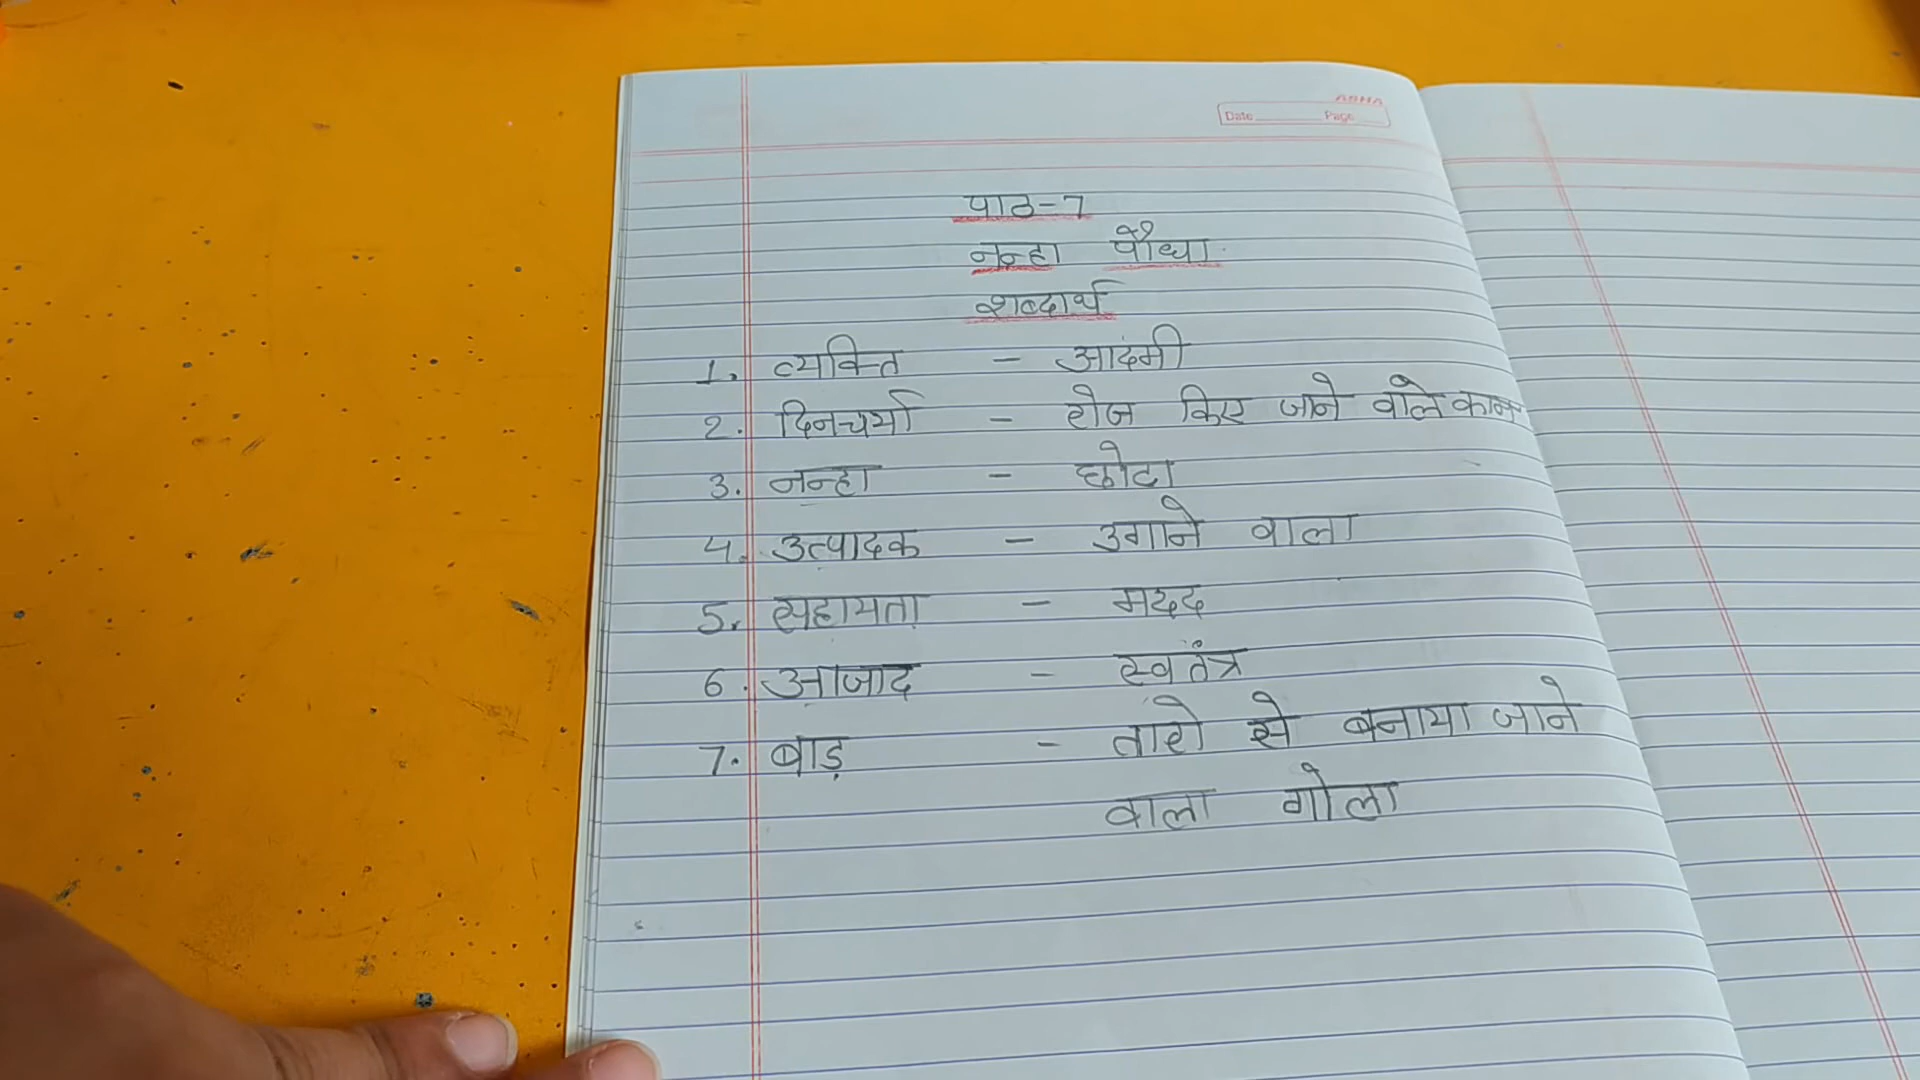 ABHA
Date Page
पाठ-7
नन्हा पौधा
शब्दार्थ
1. व्यक्ति - आदमी
2. दिनचर्या - रोज किए जाने वाले काम
3. नन्हा - छोटा
4. उत्पादक - उगाने वाला
5. सहायता - मदद
6. आजाद - स्वतंत्र
7. बाड़ - तारो से बनाया जाने
वाला गोला